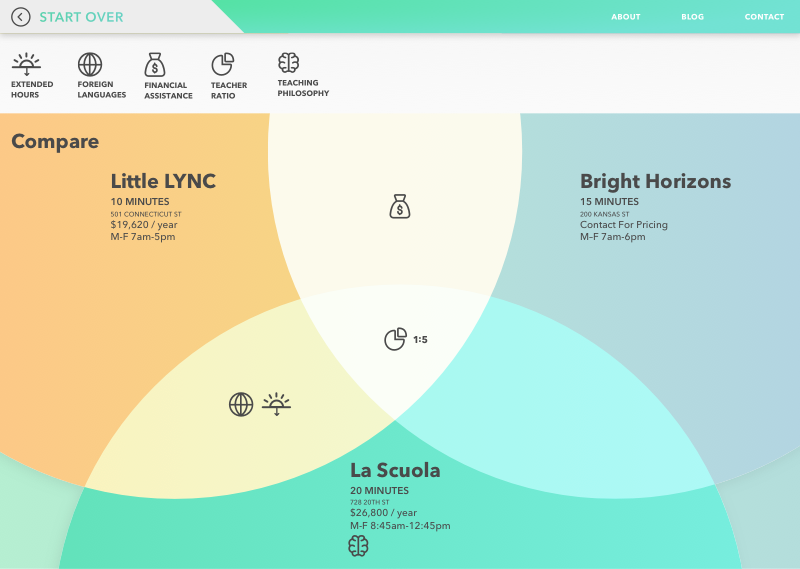 START OVER
ABOUT
BLOG
CONTACT
EXTENDED
HOURS
FOREIGN
LANGUAGES
FINANCIAL
ASSISTANCE
TEACHER
RATIO
TEACHING
PHILOSOPHY
Compare
Little LYNC
10 MINUTES
501 CONNECTICUT ST
$19,620 / year
M-F 7am-5pm
Bright Horizons
15 MINUTES
200 KANSAS ST
Contact For Pricing
M–F 7am-6pm
$
1:5
La Scuola
20 MINUTES
728 20TH ST
$26,800 / year
M-F 8:45am-12:45pm